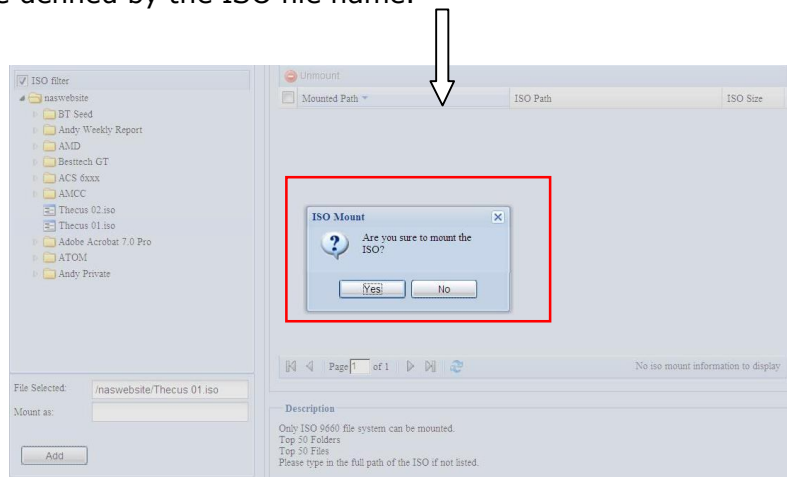 e defined by the ISO file name.
ISO filter
naswebsite
BT Seed
Andy Weekly Report
AMD
Besttech GT
ACS 6xxx
AMCC
Thecus 02.iso
Thecus 01.iso
Adobe Acrobat 7.0 Pro
ATOM
Andy Private
File Selected: /naswebsite/Thecus 01.iso
Mount as:
Add
Unmount
Mounted Path ISO Path ISO Size
ISO Mount
Are you sure to mount the
ISO?
Yes No
Page 1 of 1 No iso mount information to display
Description
Only ISO 9660 file system can be mounted.
Top 50 Folders
Top 50 Files
Please type in the full path of the ISO if not listed.